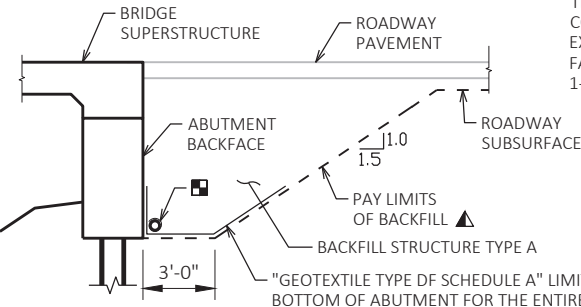 BRIDGE
SUPERSTRUCTURE
ROADWAY
PAVEMENT
ABUTMENT
BACKFACE
1.0
1.5
ROADWAY
SUBSURFACE
PAY LIMITS
OF BACKFILL
BACKFILL STRUCTURE TYPE A
3'-0"
"GEOTEXTILE TYPE DF SCHEDULE A" LIMI
BOTTOM OF ABUTMENT FOR THE ENTIRE